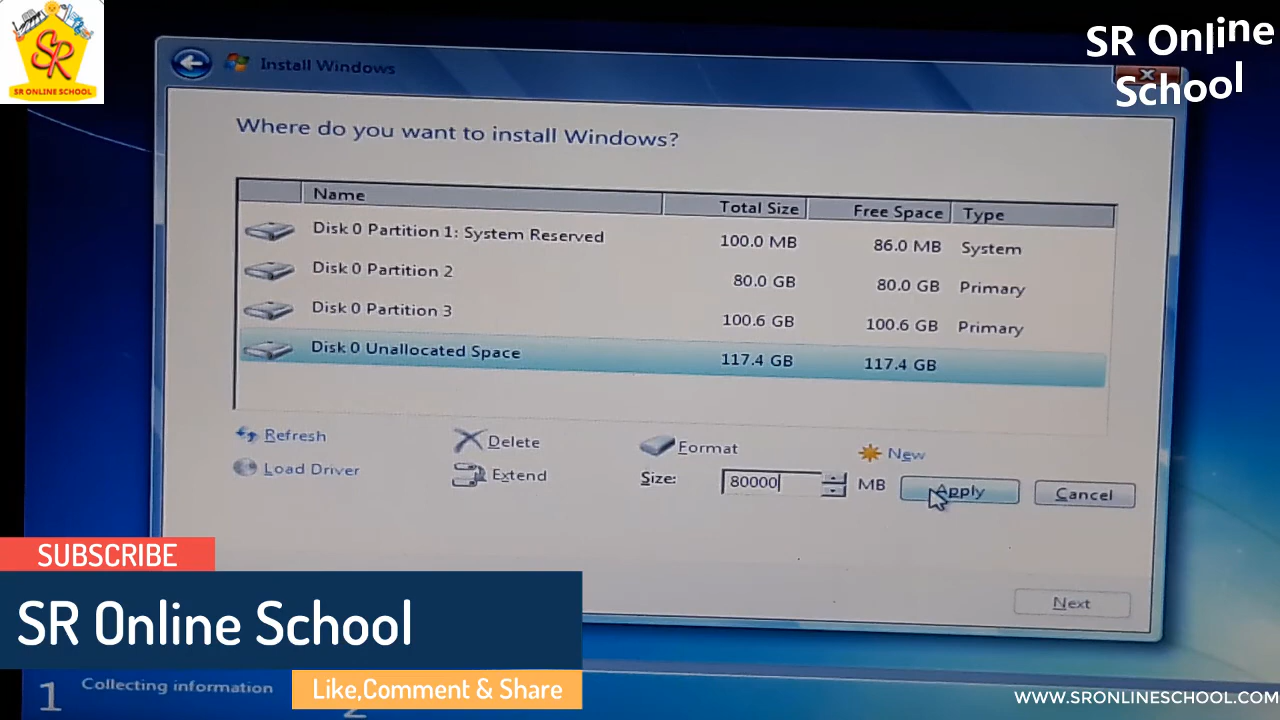 SR
SR ONLINE SCHOOL
SR Online
School
Install Windows
Where do you want to install Windows?
Name Total Size Free Space Type
Disk 0 Partition 1: System Reserved 100.0 MB 86.0 MB System
Disk 0 Partition 2 80.0 GB 80.0 GB Primary
Disk 0 Partition 3 100.6 GB 100.6 GB Primary
Disk 0 Unallocated Space 117.4 GB 117.4 GB
Refresh Delete Format New
Load Driver Extend Size: 80000 MB Apply Cancel
Next
SUBSCRIBE
SR Online School
Like,Comment & Share
1 Collecting information
2
WWW.SRONLINESCHOOL.COM